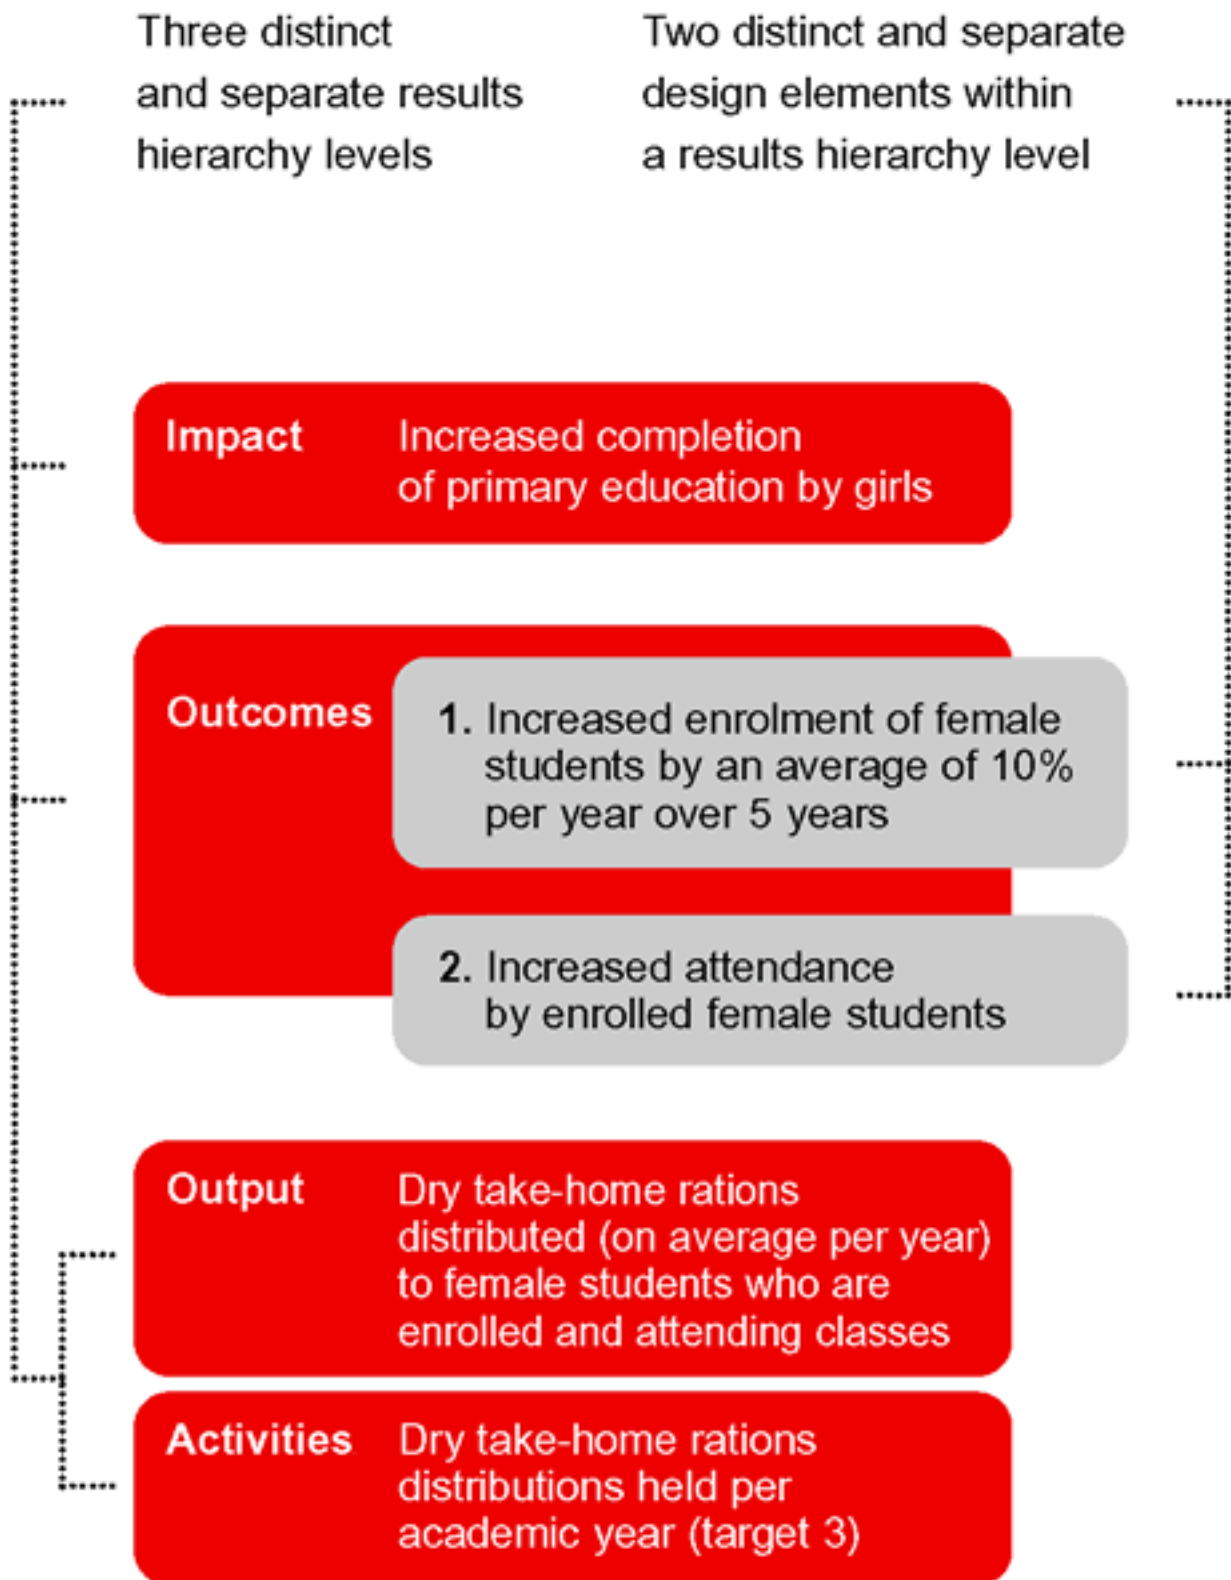 Three distinct
and separate results
hierarchy levels
Two distinct and separate
design elements within
a results hierarchy level
Impact
Increased completion
of primary education by girls
Outcomes
1. Increased enrolment of female
students by an average of 10%
per year over 5 years
2. Increased attendance
by enrolled female students
Output
Dry take-home rations
distributed (on average per year)
to female students who are
enrolled and attending classes
Activities
Dry take-home rations
distributions held per
academic year (target 3)